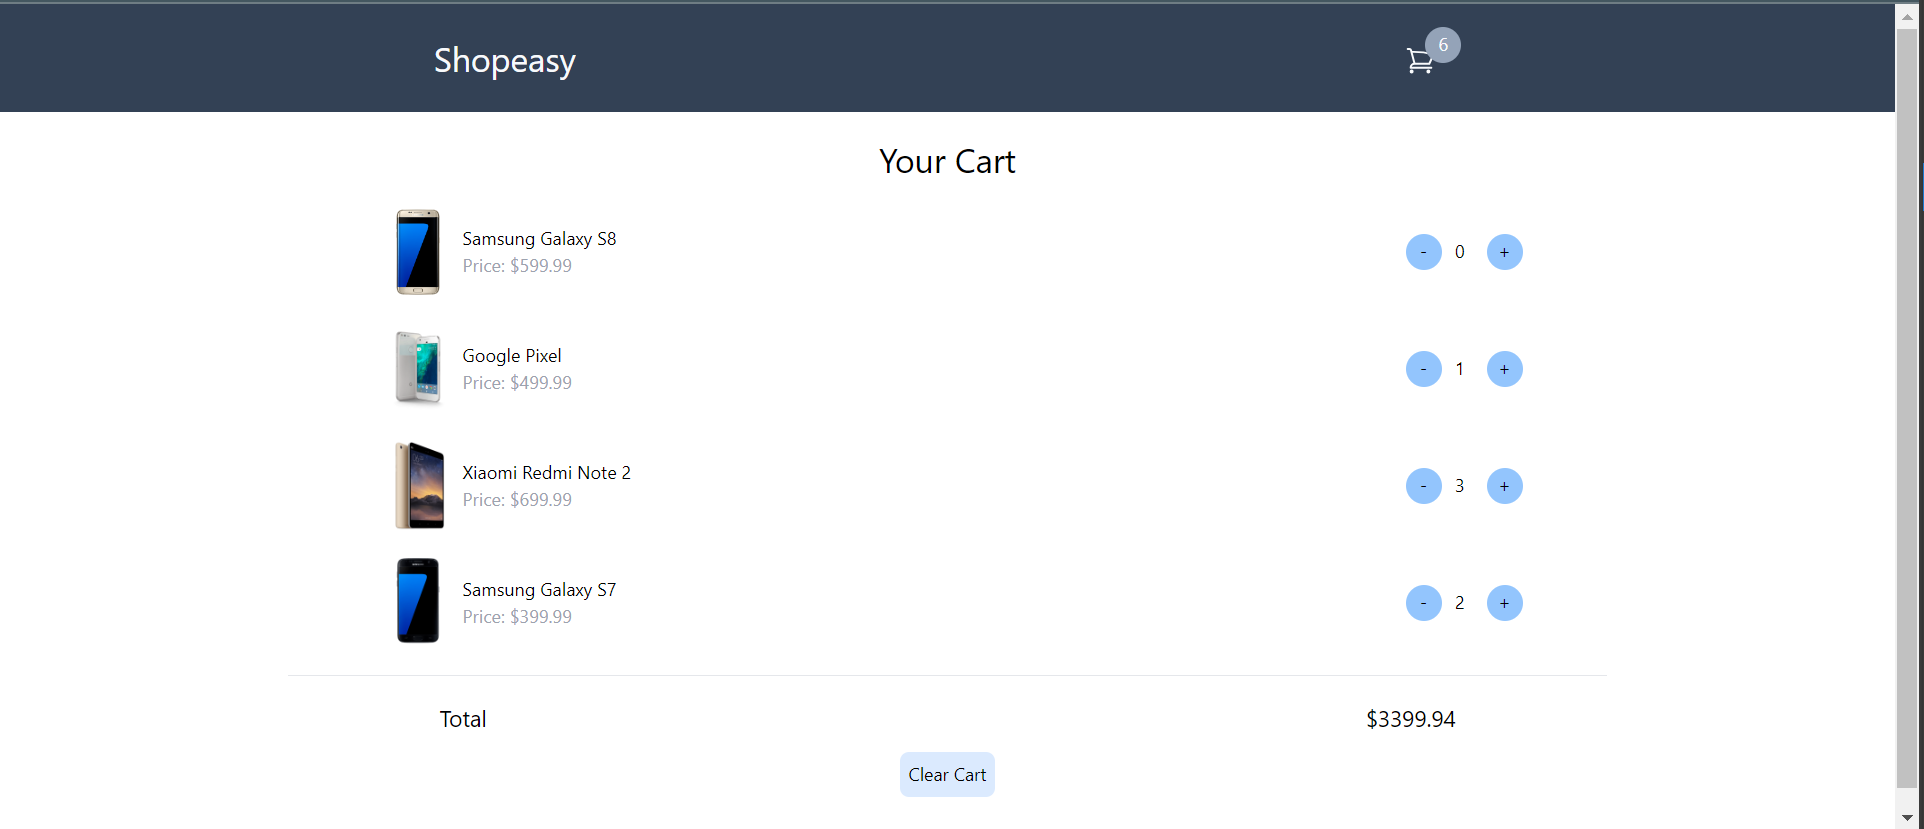 Shopeasy
6
Your Cart
Samsung Galaxy S8
Price: $599.99
- 0 +
Google Pixel
Price: $499.99
- 1 +
Xiaomi Redmi Note 2
Price: $699.99
- 3 +
Samsung Galaxy S7
Price: $399.99
- 2 +
Total $3399.94
Clear Cart